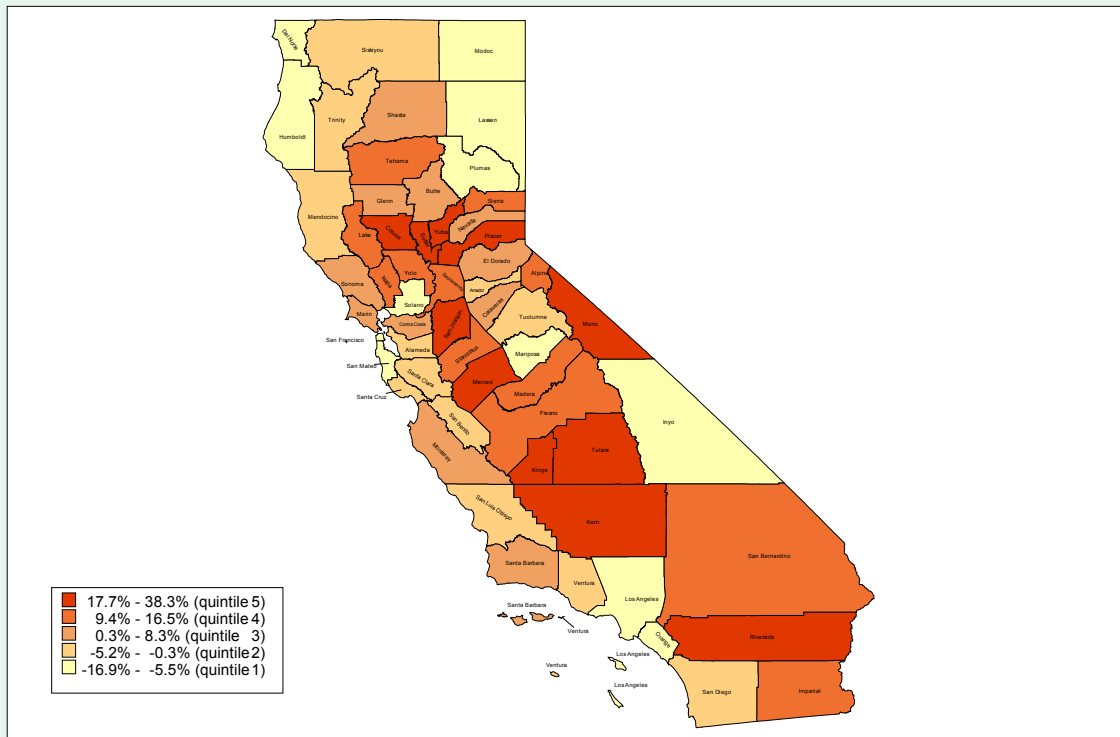 Del Norte
Siskiyou
Modoc
Humboldt
Trinity
Shasta
Lassen
Tehama
Plumas
Mendocino
Glenn
Butte
Sierra
Lake
Colusa
Sutter
Yuba
Nevada
Placer
El Dorado
Sonoma
Napa
Yolo
Sacramento
Amador
Alpine
Solano
Marin
Contra Costa
San Joaquin
Calaveras
Tuolumne
Mono
San Francisco
Alameda
Stanislaus
Mariposa
San Mateo
Santa Clara
Merced
Madera
Santa Cruz
San Benito
Fresno
Inyo
Monterey
Kings
Tulare
San Luis Obispo
Kern
San Bernardino
Santa Barbara
Ventura
Los Angeles
Santa Barbara
Ventura
Orange
Riverside
Los Angeles
Ventura
Los Angeles
San Diego
Imperial
17.7% - 38.3% (quintile 5)
9.4% - 16.5% (quintile 4)
0.3% - 8.3% (quintile 3)
-5.2% - -0.3% (quintile 2)
-16.9% - -5.5% (quintile 1)